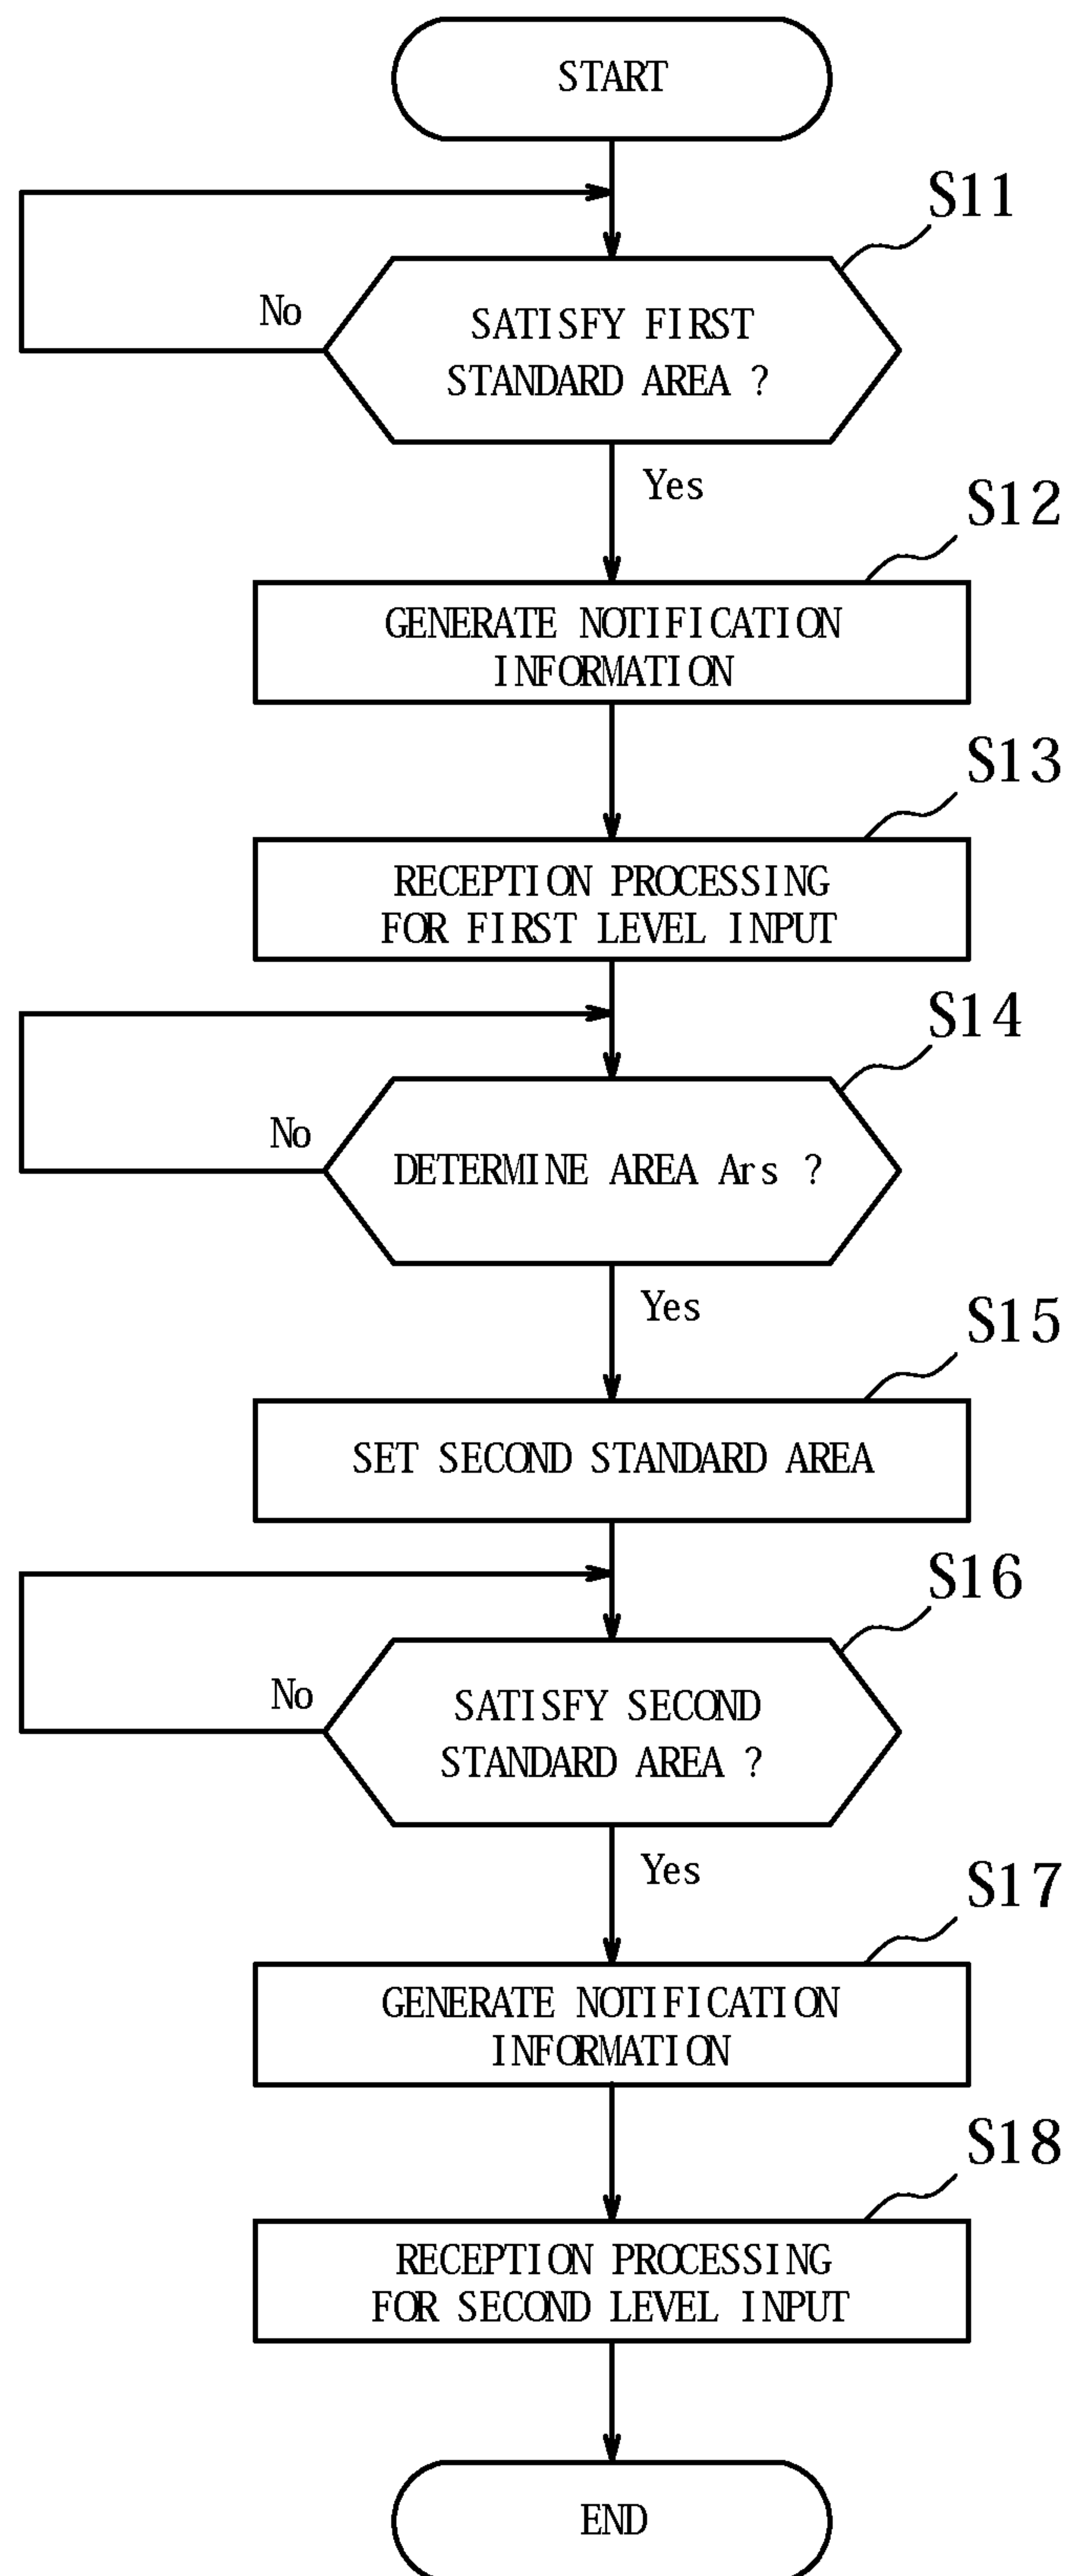 START
S11
No
SATISFY FIRST
STANDARD AREA ?
Yes
S12
GENERATE NOTIFICATION
INFORMATION
S13
RECEPTION PROCESSING
FOR FIRST LEVEL INPUT
S14
No
DETERMINE AREA Ars ?
Yes
S15
SET SECOND STANDARD AREA
S16
No
SATISFY SECOND
STANDARD AREA ?
Yes
S17
GENERATE NOTIFICATION
INFORMATION
S18
RECEPTION PROCESSING
FOR SECOND LEVEL INPUT
END